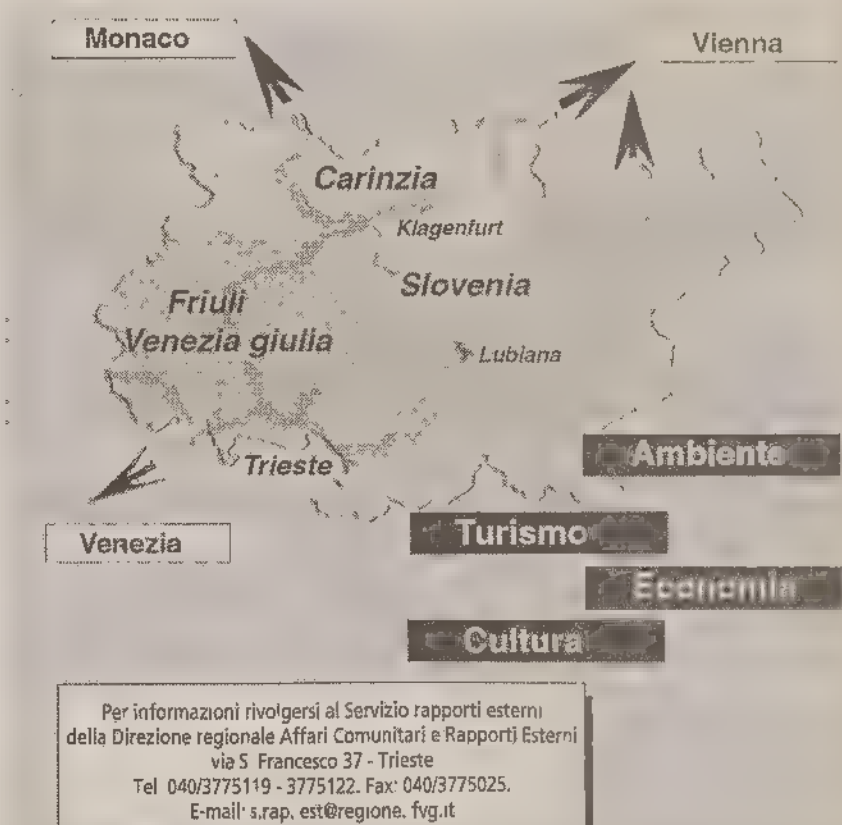 Monaco
Vienna
Carinzia
Klagenfurt
Slovenia
Friuli
Venezia giulia
Lubiana
Trieste
Ambiente
Venezia
Turismo
Economia
Cultura
Per informazioni rivolgersi al Servizio rapporti esterni
della Direzione regionale Affari Comunitari e Rapporti Esterni
via S Francesco 37 - Trieste
Tel 040/3775119 - 3775122. Fax: 040/3775025.
E-mail: s.rap. est@regione. fvg.it